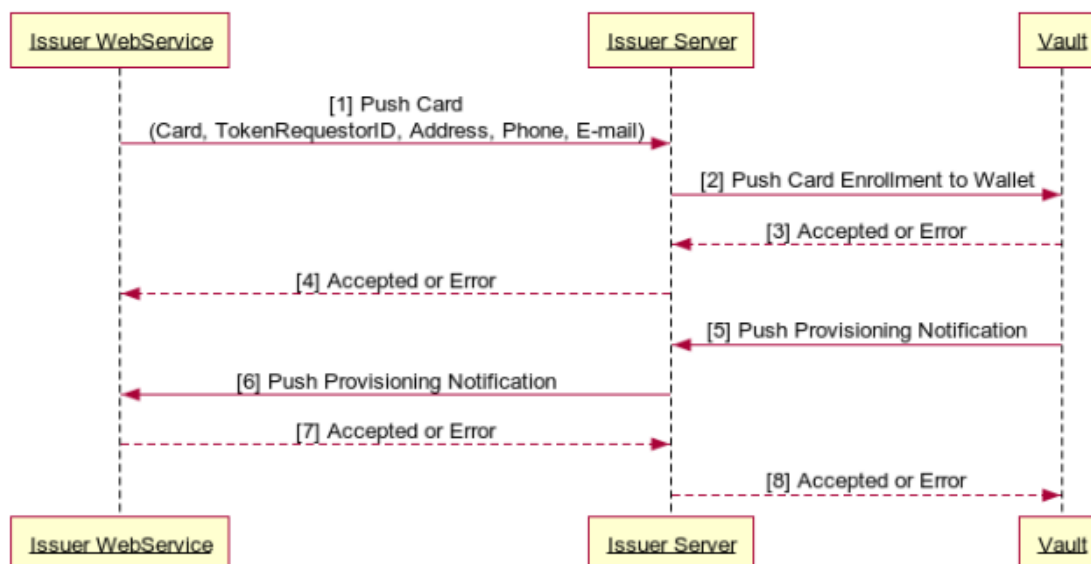 Issuer WebService
Issuer Server
Vault
[1] Push Card
(Card, TokenRequestorID, Address, Phone, E-mail)
[2] Push Card Enrollment to Wallet
[3] Accepted or Error
[4] Accepted or Error
[5] Push Provisioning Notification
[6] Push Provisioning Notification
[7] Accepted or Error
[8] Accepted or Error
Issuer WebService
Issuer Server
Vault